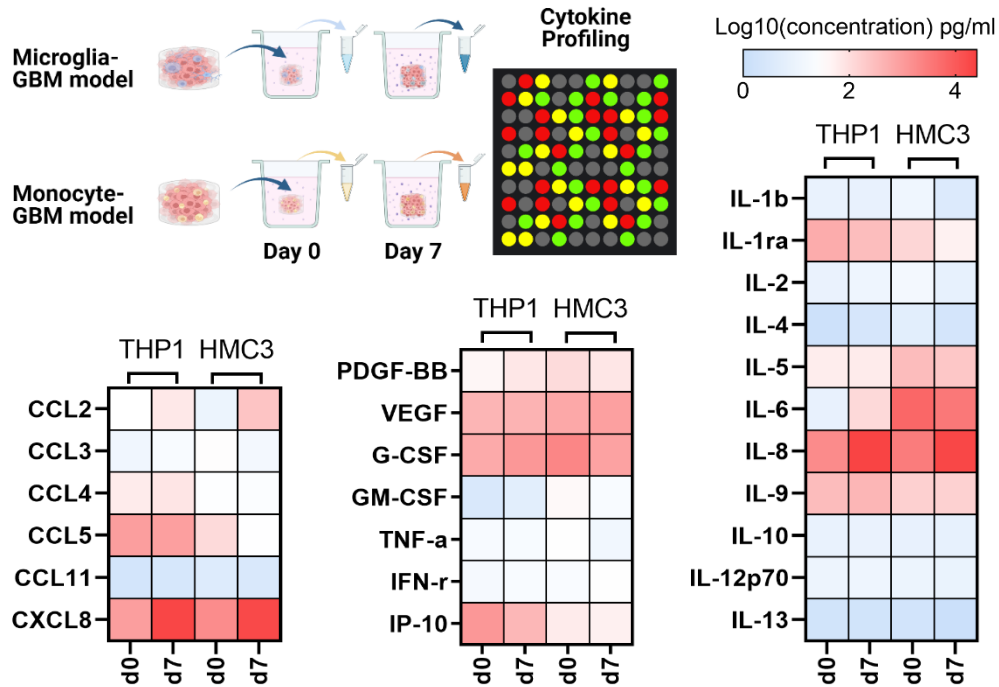 Microglia-
GBM model
Monocyte-
GBM model
Day 0
Day 7
Cytokine
Profiling
Log10(concentration) pg/ml
0
2
4
THP1 HMC3
CCL2
CCL3
CCL4
CCL5
CCL11
CXCL8
d0
d7
d0
d7
THP1 HMC3
PDGF-BB
VEGF
G-CSF
GM-CSF
TNF-a
IFN-r
IP-10
d0
d7
d0
d7
THP1 HMC3
IL-1b
IL-1ra
IL-2
IL-4
IL-5
IL-6
IL-8
IL-9
IL-10
IL-12p70
IL-13
d0
d7
d0
d7